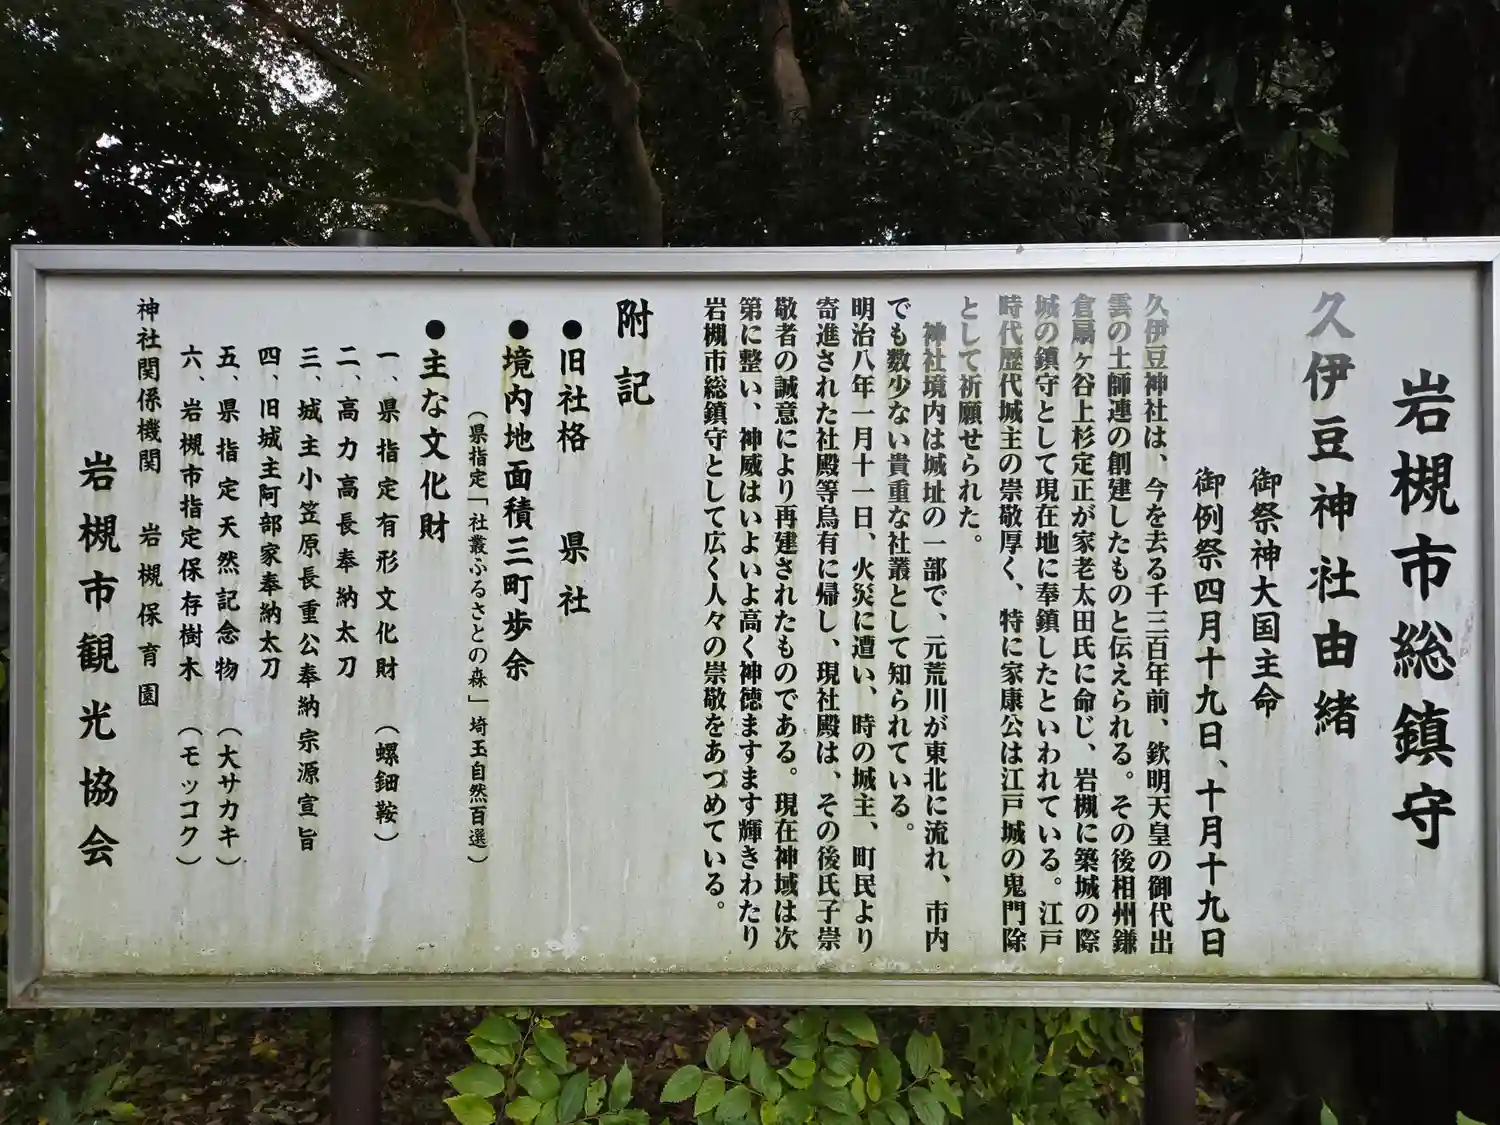 岩槻市総鎮守
久伊豆神社由緒
御祭神大国主命
御例祭四月十九日、十月十九日
久伊豆神社は、今を去る千三百年前、欽明天皇の御代出
雲の土師連の創建したものと伝えられる。その後相州鎌
倉扇ヶ谷上杉定正が家老太田氏に命じ、岩槻に築城の際
城の鎮守として現在地に奉鎮したといわれている。江戸
時代歴代城主の崇敬厚く、特に家康公は江戸城の鬼門除
として祈願せられた。
神社境内は城址の一部で、元荒川が東北に流れ、市内
でも数少ない貴重な社叢として知られている。
明治八年一月十一日、火災に遭い、時の城主、町民より
寄進された社殿等烏有に帰し、現社殿は、その後氏子崇
敬者の誠意により再建されたものである。現在神域は次
第に整い、神威はいよいよ高く神徳ますます輝きわたり
岩槻市総鎮守として広く人々の崇敬をあつめている。
附記
●旧社格 県社
●境内地面積三町歩余
(県指定「社叢ふるさとの森」埼玉自然百選)
●主な文化財
一、県指定有形文化財 (螺鈿鞍)
二、高力高長奉納太刀
三、城主小笠原長重公奉納宗源宣旨
四、旧城主阿部家奉納太刀
五、県指定天然記念物 (大サカキ)
六、岩槻市指定保存樹木 (モッコク)
神社関係機関 岩槻保育園
岩槻市観光協会